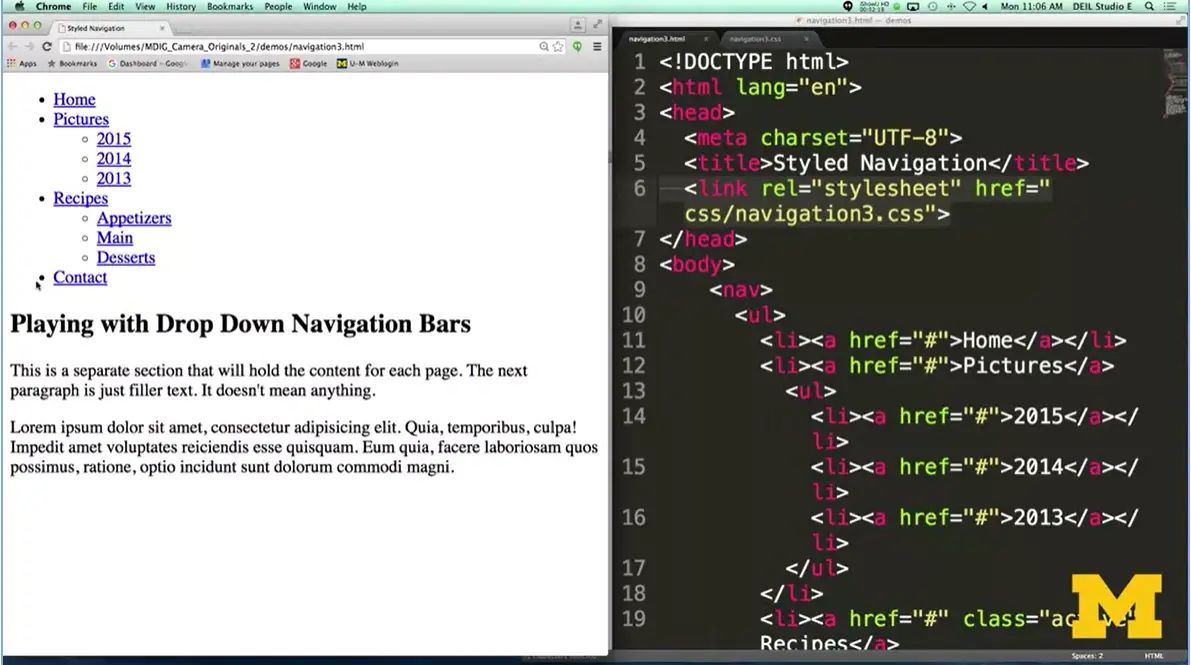 Chrome File Edit View History Bookmarks People Window Help
Mon 11:06 AM DEIL Studio E
Styled Navigation
file:///Volumes/MDIG_Camera_Originals_2/demos/navigation3.html
Apps Bookmarks Dashboard - Googl Manage your pages Google U-M Weblogin
• Home
• Pictures
◦ 2015
◦ 2014
◦ 2013
• Recipes
◦ Appetizers
◦ Main
◦ Desserts
• Contact
Playing with Drop Down Navigation Bars
This is a separate section that will hold the content for each page. The next
paragraph is just filler text. It doesn't mean anything.
Lorem ipsum dolor sit amet, consectetur adipisicing elit. Quia, temporibus, culpa!
Impedit amet voluptates reiciendis esse quisquam. Eum quia, facere laboriosam quos
possimus, ratione, optio incidunt sunt dolorum commodi magni.
navigation3.html — demos
navigation3.html navigation3.css
1 <!DOCTYPE html>
2 <html lang="en">
3 <head>
4 <meta charset="UTF-8">
5 <title>Styled Navigation</title>
6 <link rel="stylesheet" href="
css/navigation3.css">
7 </head>
8 <body>
9 <nav>
10 <ul>
11 <li><a href="#">Home</a></li>
12 <li><a href="#">Pictures</a>
13 <ul>
14 <li><a href="#">2015</a></
li>
15 <li><a href="#">2014</a></
li>
16 <li><a href="#">2013</a></
li>
17 </ul>
18 </li>
19 <li><a href="#" class="active"
Recipes</a>
Spaces: 2 HTML
M